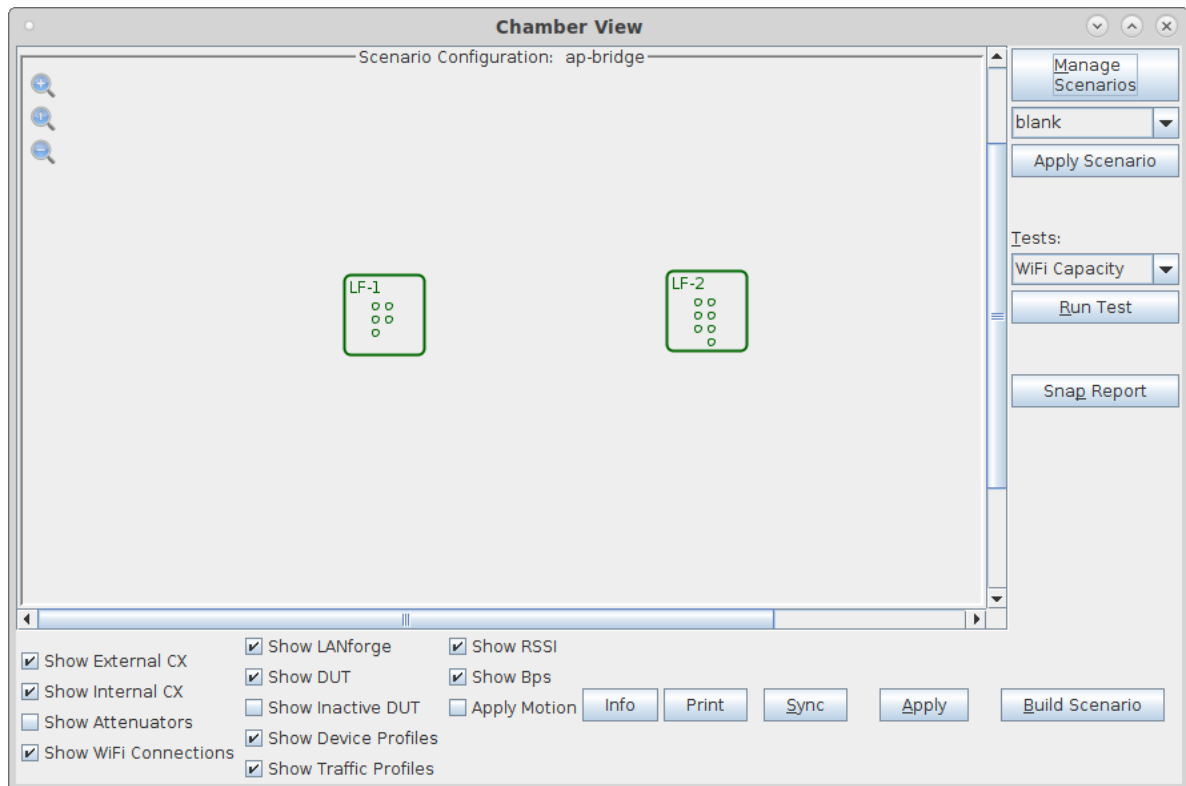 Chamber View
Scenario Configuration: ap-bridge
LF-1
LF-2
Manage
Scenarios
blank
Apply Scenario
Tests:
WiFi Capacity
Run Test
Snap Report
Show External CX
Show Internal CX
Show Attenuators
Show WiFi Connections
Show LANforge
Show DUT
Show Inactive DUT
Show Device Profiles
Show Traffic Profiles
Show RSSI
Show Bps
Apply Motion
Info
Print
Sync
Apply
Build Scenario